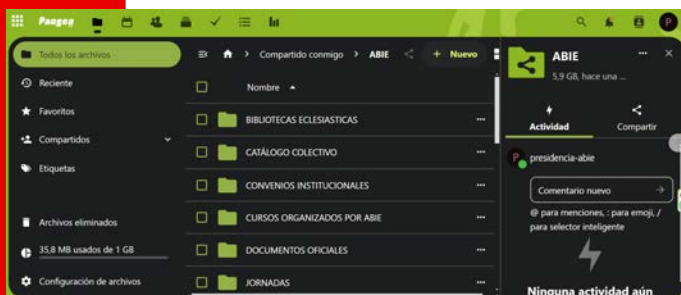 Pangea
Todos los archivos
Reciente
Favoritos
Compartidos
Etiquetas
Archivos eliminados
35,8 MB usados de 1 GB
Configuración de archivos
Compartido conmigo > ABIE
+ Nuevo
Nombre
BIBLIOTECAS ECLESIASTICAS
CATÁLOGO COLECTIVO
CONVENIOS INSTITUCIONALES
CURSOS ORGANIZADOS POR ABIE
DOCUMENTOS OFICIALES
JORNADAS
P
ABIE
5,9 GB, hace una ...
Actividad
Compartir
P presidencia-abie
Comentario nuevo
@ para menciones, : para emoji, /
para selector inteligente
Ninguna actividad aún